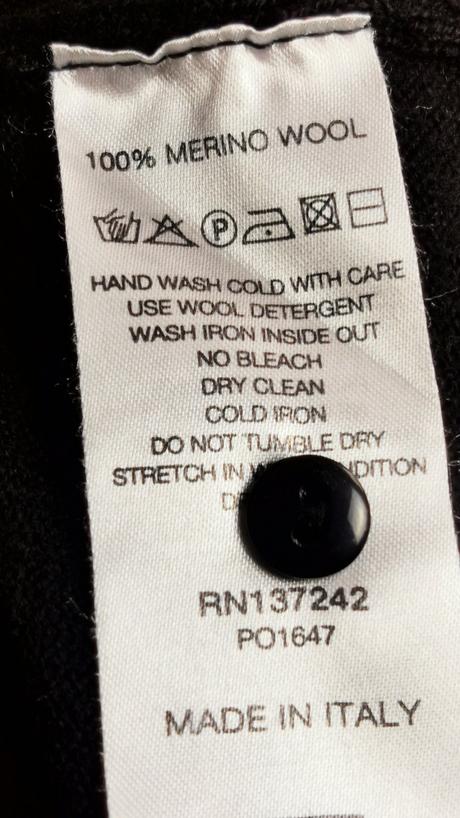 100% MERINO WOOL
P
HAND WASH COLD WITH CARE
USE WOOL DETERGENT
WASH IRON INSIDE OUT
NO BLEACH
DRY CLEAN
COLD IRON
DO NOT TUMBLE DRY
STRETCH IN
RN137242
PO1647
MADE IN ITALY